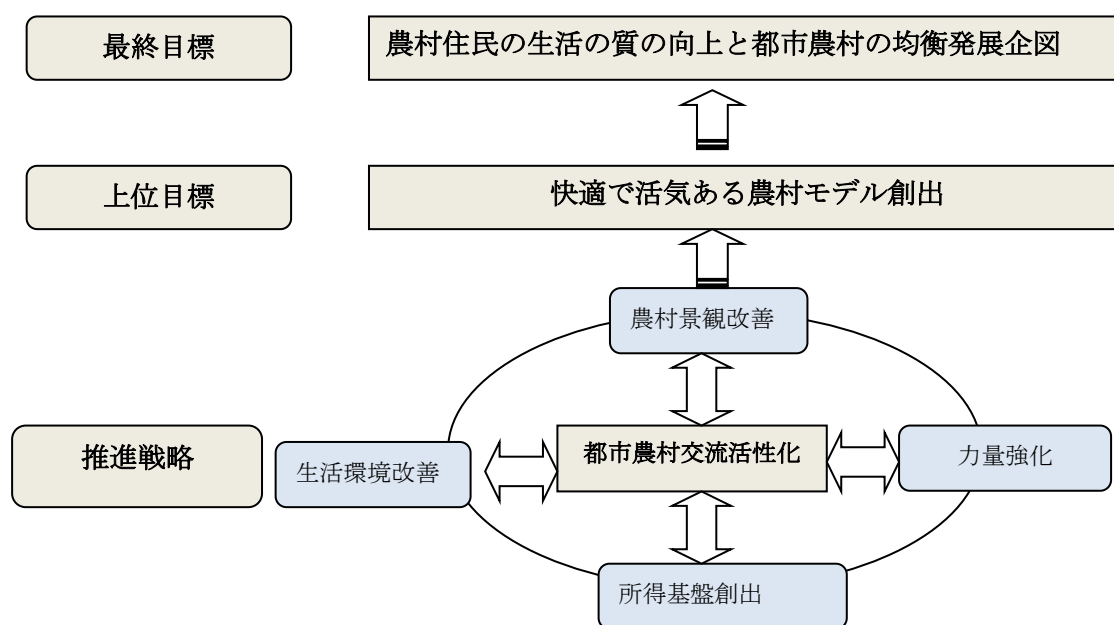 最終目標
農村住民の生活の質の向上と都市農村の均衡発展企図
上位目標
快適で活気ある農村モデル創出
農村景観改善
推進戦略
生活環境改善
都市農村交流活性化
力量強化
所得基盤創出